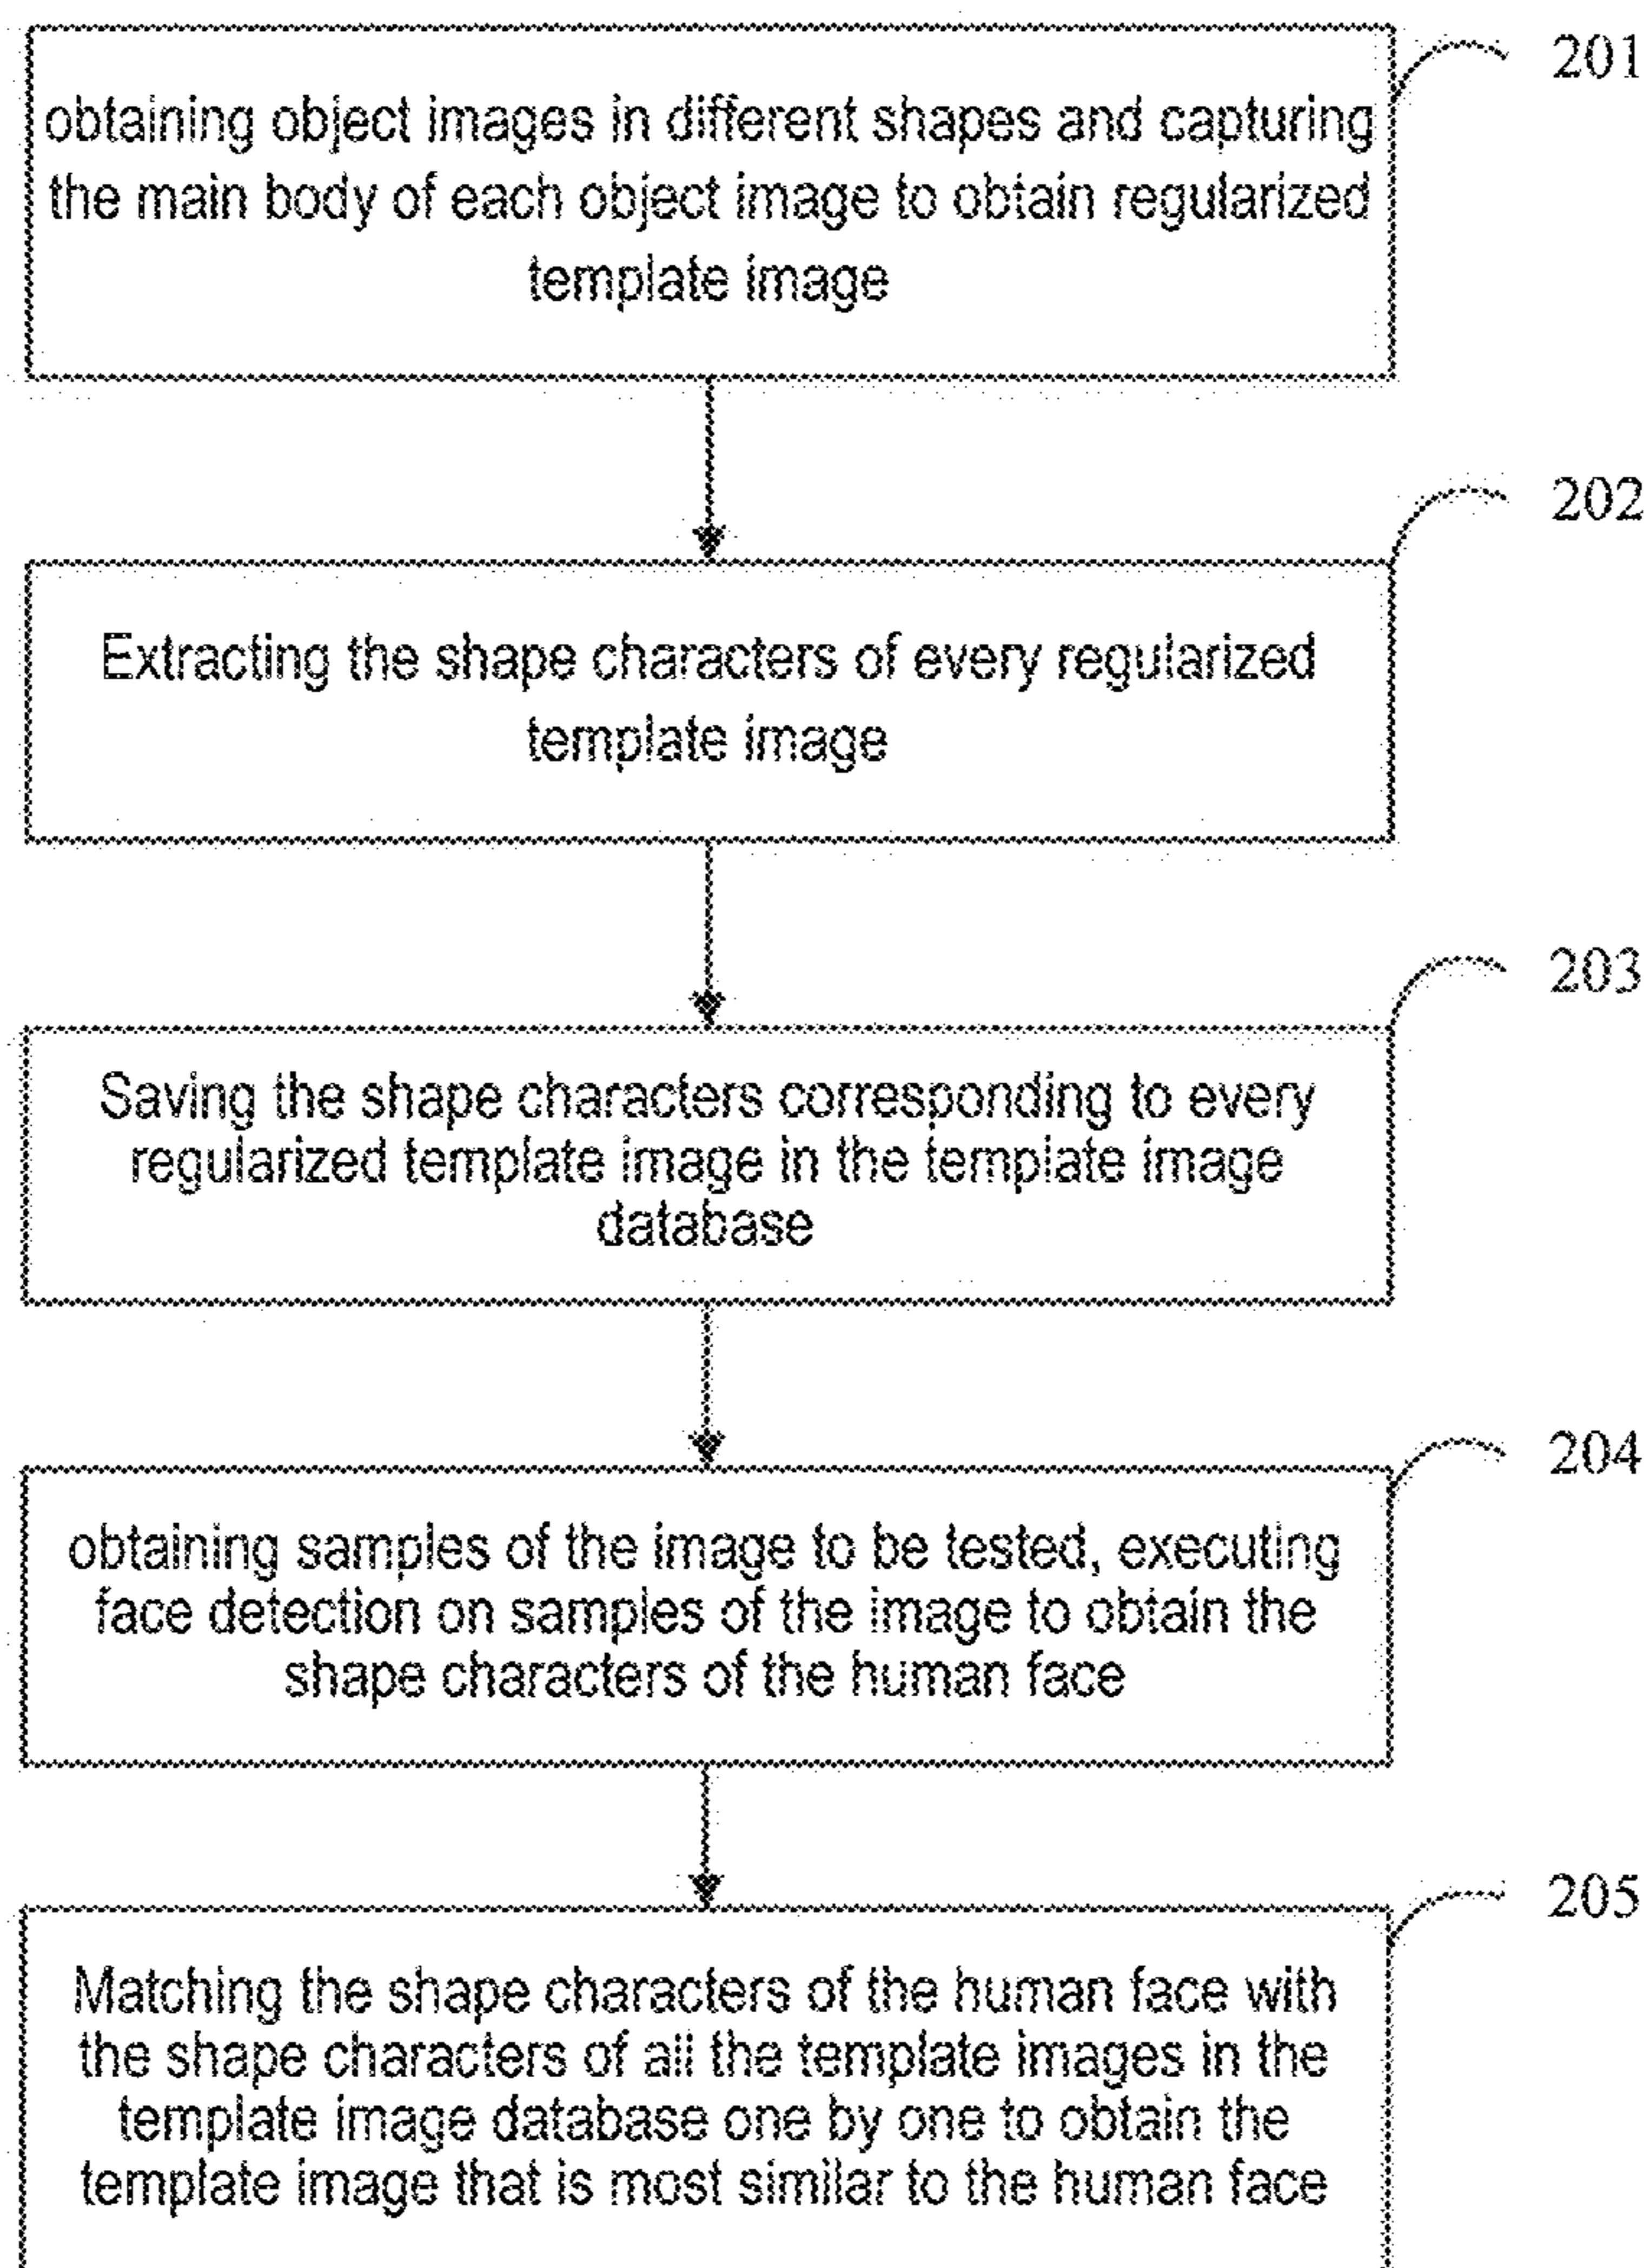 201
obtaining object images in different shapes and capturing
the main body of each object image to obtain regularized
template image
202
Extracting the shape characters of every regularized
template image
203
Saving the shape characters corresponding to every
regularized template image in the template image
database
204
obtaining samples of the image to be tested, executing
face detection on samples of the image to obtain the
shape characters of the human face
205
Matching the shape characters of the human face with
the shape characters of all the template images in the
template image database one by one to obtain the
template image that is most similar to the human face